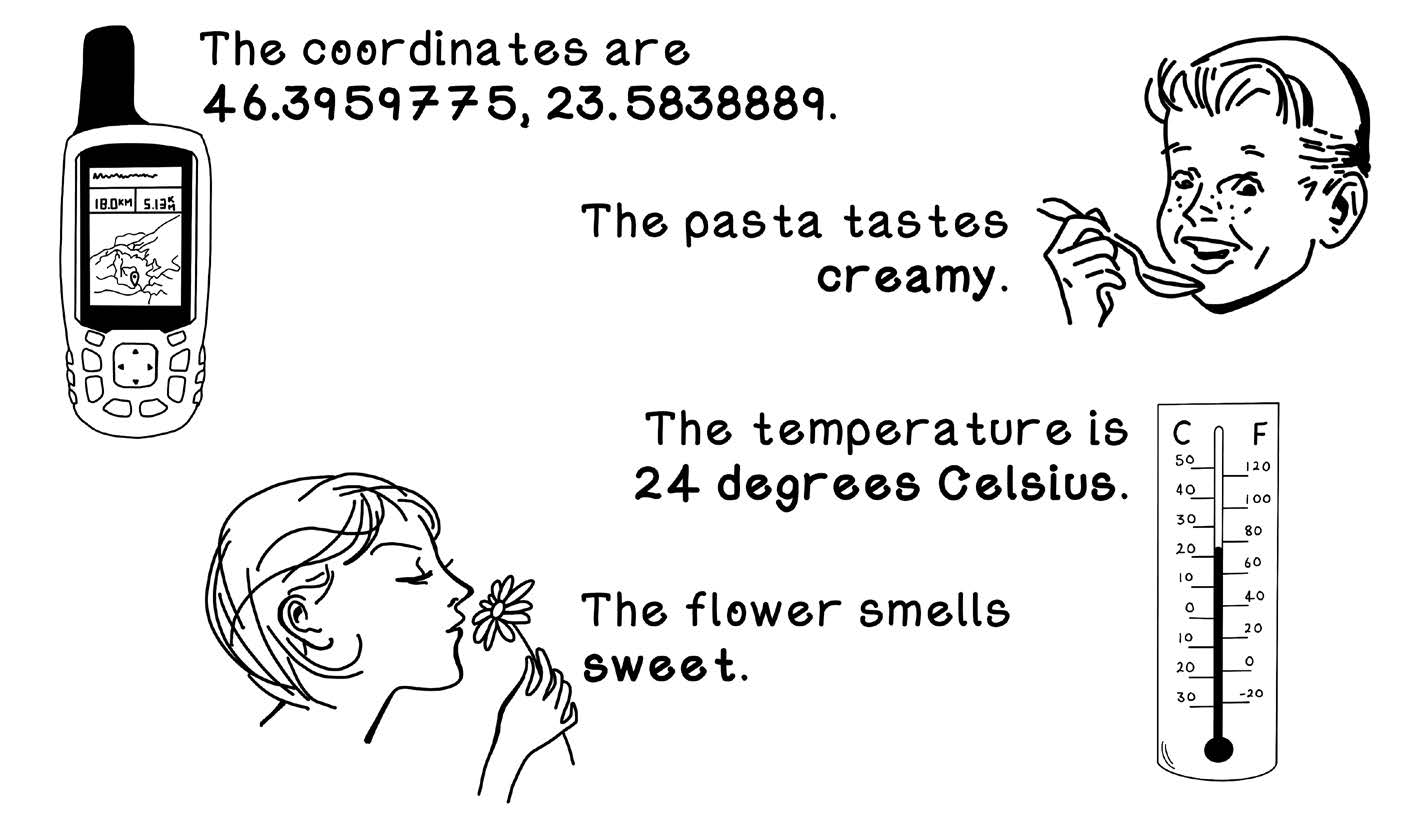 The coordinates are
46.3959775, 23.5838889.
18.0KM 5.13
The pasta tastes
creamy.
The temperature is
24 degrees Celsius.
C F
50 120
40 100
30 80
20 60
10 40
0 20
10 0
20 -20
30
The flower smells
sweet.